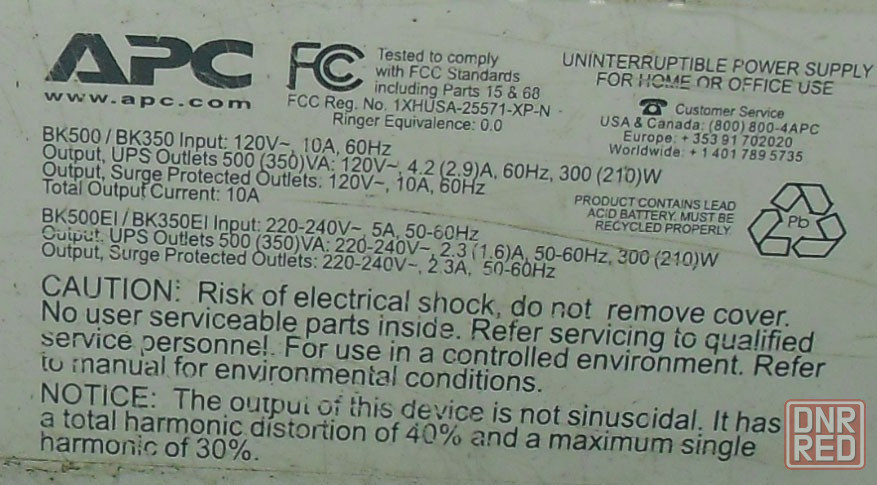 APC
www.apc.com
FCC
Tested to comply
with FCC Standards
including Parts 15 & 68
FCC Reg. No. 1XHUSA-25571-XP-N
Ringer Equivalence: 0.0
UNINTERRUPTIBLE POWER SUPPLY
FOR HOME OR OFFICE USE
Customer Service
USA & Canada: (800) 800-4APC
Europe: + 353 91 702020
Worldwide: + 1 401 789 5735
BK500 / BK350 Input: 120V~, 10A, 60Hz
Output, UPS Outlets 500 (350)VA: 120V~, 4.2 (2.9)A, 60Hz, 300 (210)W
Output, Surge Protected Outlets: 120V~, 10A, 60Hz
Total Output Current: 10A
PRODUCT CONTAINS LEAD
ACID BATTERY. MUST BE
RECYCLED PROPERLY.
Pb
BK500EI / BK350EI Input: 220-240V~, 5A, 50-60Hz
Output, UPS Outlets 500 (350)VA: 220-240V~, 2.3 (1.6)A, 50-60Hz, 300 (210)W
Output, Surge Protected Outlets: 220-240V~, 2.3A, 50-60Hz
CAUTION: Risk of electrical shock, do not remove cover.
No user serviceable parts inside. Refer servicing to qualified
service personnel. For use in a controlled environment. Refer
to manual for environmental conditions.
NOTICE: The output of this device is not sinuscidal. It has
a total harmonic distortion of 40% and a maximum single
harmonic of 30%.
DNR
RED